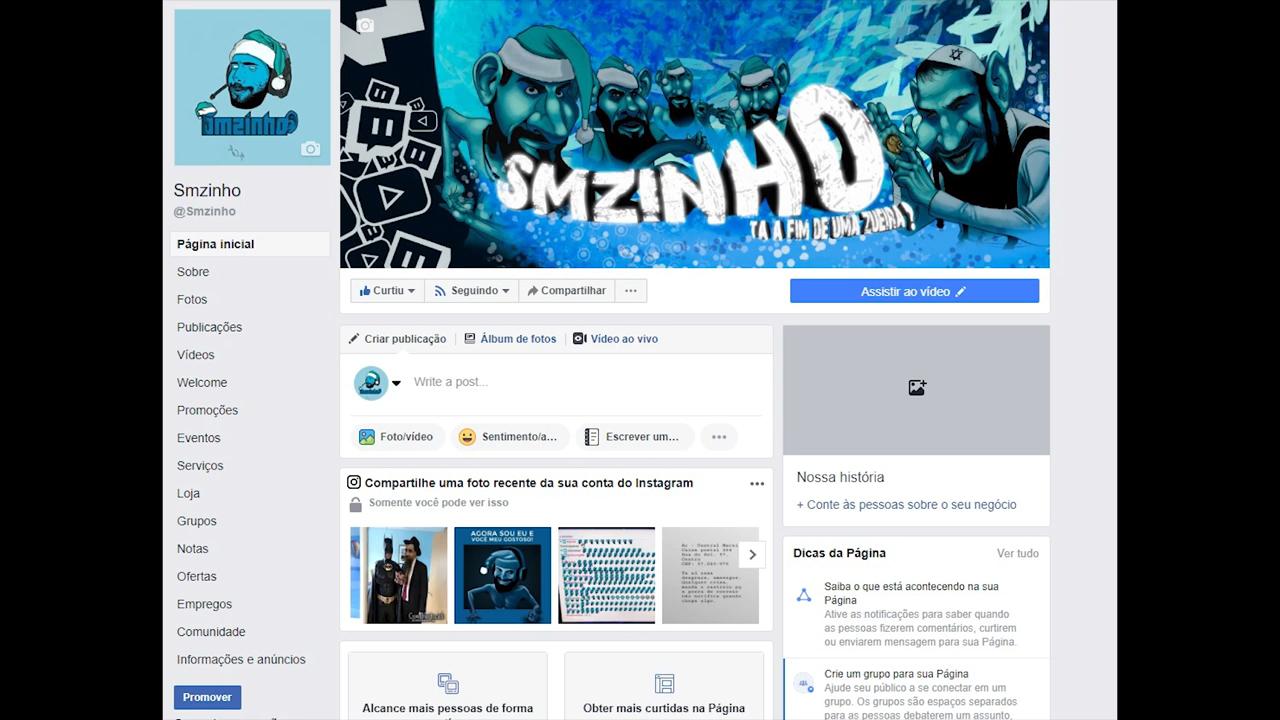 Smzinho
SMZINHO
TA A FIM DE UMA ZUEIRA?
Smzinho
@Smzinho
Página inicial
Sobre
Fotos
Publicações
Vídeos
Welcome
Promoções
Eventos
Serviços
Loja
Grupos
Notas
Ofertas
Empregos
Comunidade
Informações e anúncios
Promover
Curtiu
Seguindo
Compartilhar
Assistir ao vídeo
Criar publicação
Álbum de fotos
Vídeo ao vivo
Write a post...
Foto/vídeo
Sentimento/a...
Escrever um...
Compartilhe uma foto recente da sua conta do Instagram
Somente você pode ver isso
AGORA SOU EU E
VOCÊ MEU GOSTOSO!
Alcance mais pessoas de forma
Obter mais curtidas na Página
Nossa história
+ Conte às pessoas sobre o seu negócio
Dicas da Página
Ver tudo
Saiba o que está acontecendo na sua
Página
Ative as notificações para saber quando
as pessoas fizerem comentários, curtirem
ou enviarem mensagem para sua Página.
Crie um grupo para sua Página
Ajude seu público a se conectar em um
grupo. Os grupos são espaços separados
para as pessoas debaterem um assunto,